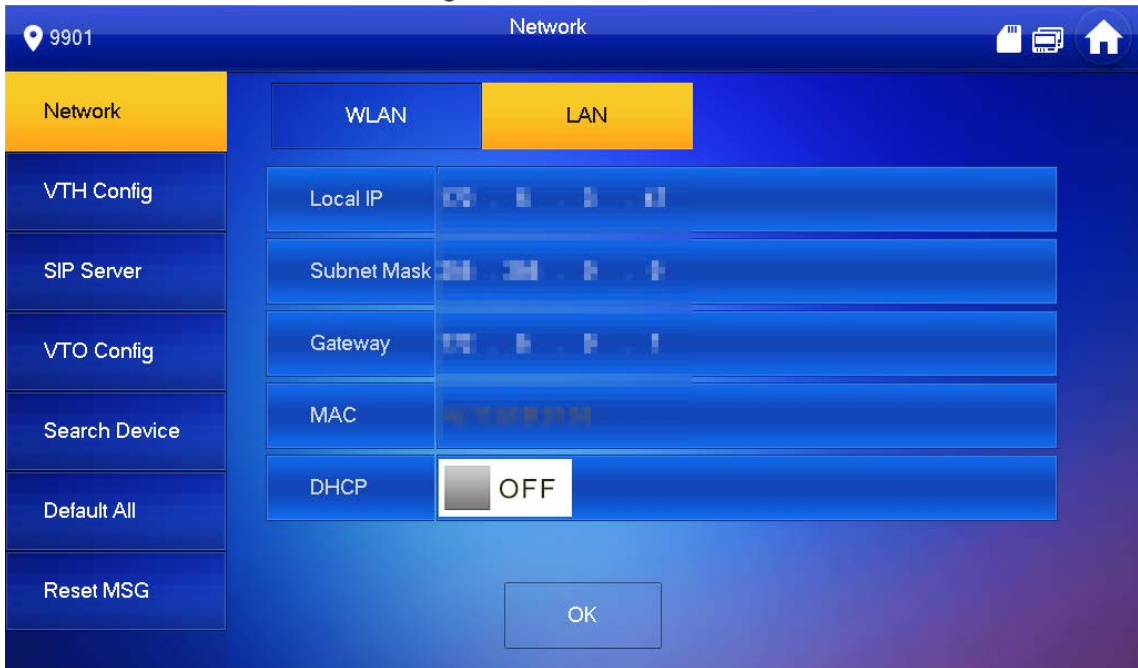 9901
Network
Network
VTH Config
SIP Server
VTO Config
Search Device
Default All
Reset MSG
WLAN
LAN
Local IP
Subnet Mask
Gateway
MAC
DHCP
OFF
OK